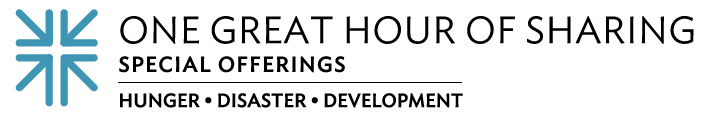 ONE GREAT HOUR OF SHARING
SPECIAL OFFERINGS
HUNGER • DISASTER • DEVELOPMENT